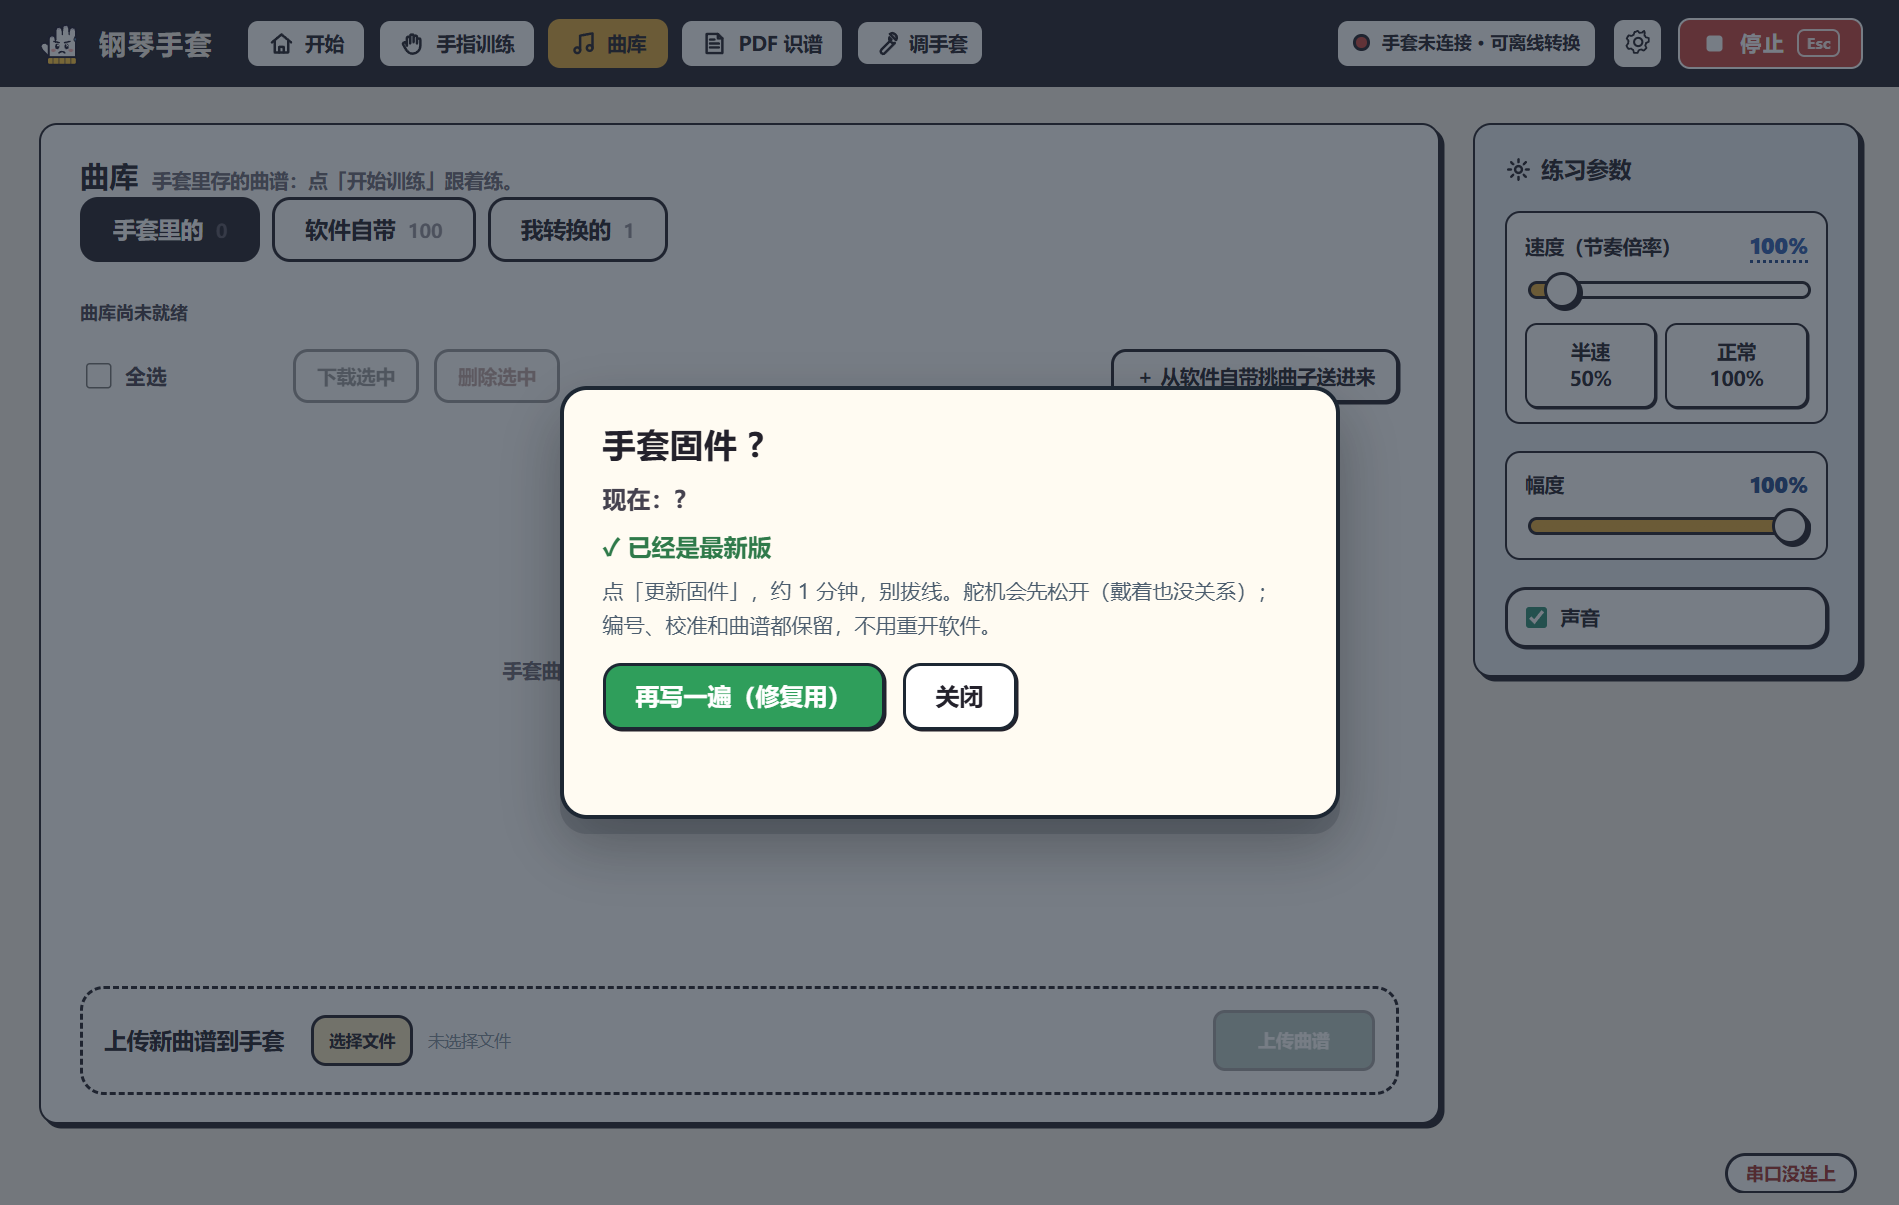 钢琴手套
开始
手指训练
曲库
PDF 识谱
调手套
手套未连接・可离线转换
停止 Esc
曲库 手套里存的曲谱：点「开始训练」跟着练。
手套里的 0
软件自带 100
我转换的 1
曲库尚未就绪
全选
下载选中
删除选中
+ 从软件自带挑曲子送进来
手套曲
手套固件 ?
现在：?
✓ 已经是最新版
点「更新固件」，约 1 分钟，别拔线。舵机会先松开（戴着也没关系）；
编号、校准和曲谱都保留，不用重开软件。
再写一遍（修复用）
关闭
上传新曲谱到手套
选择文件
未选择文件
上传曲谱
练习参数
速度（节奏倍率） 100%
半速
50%
正常
100%
幅度 100%
声音
串口没连上